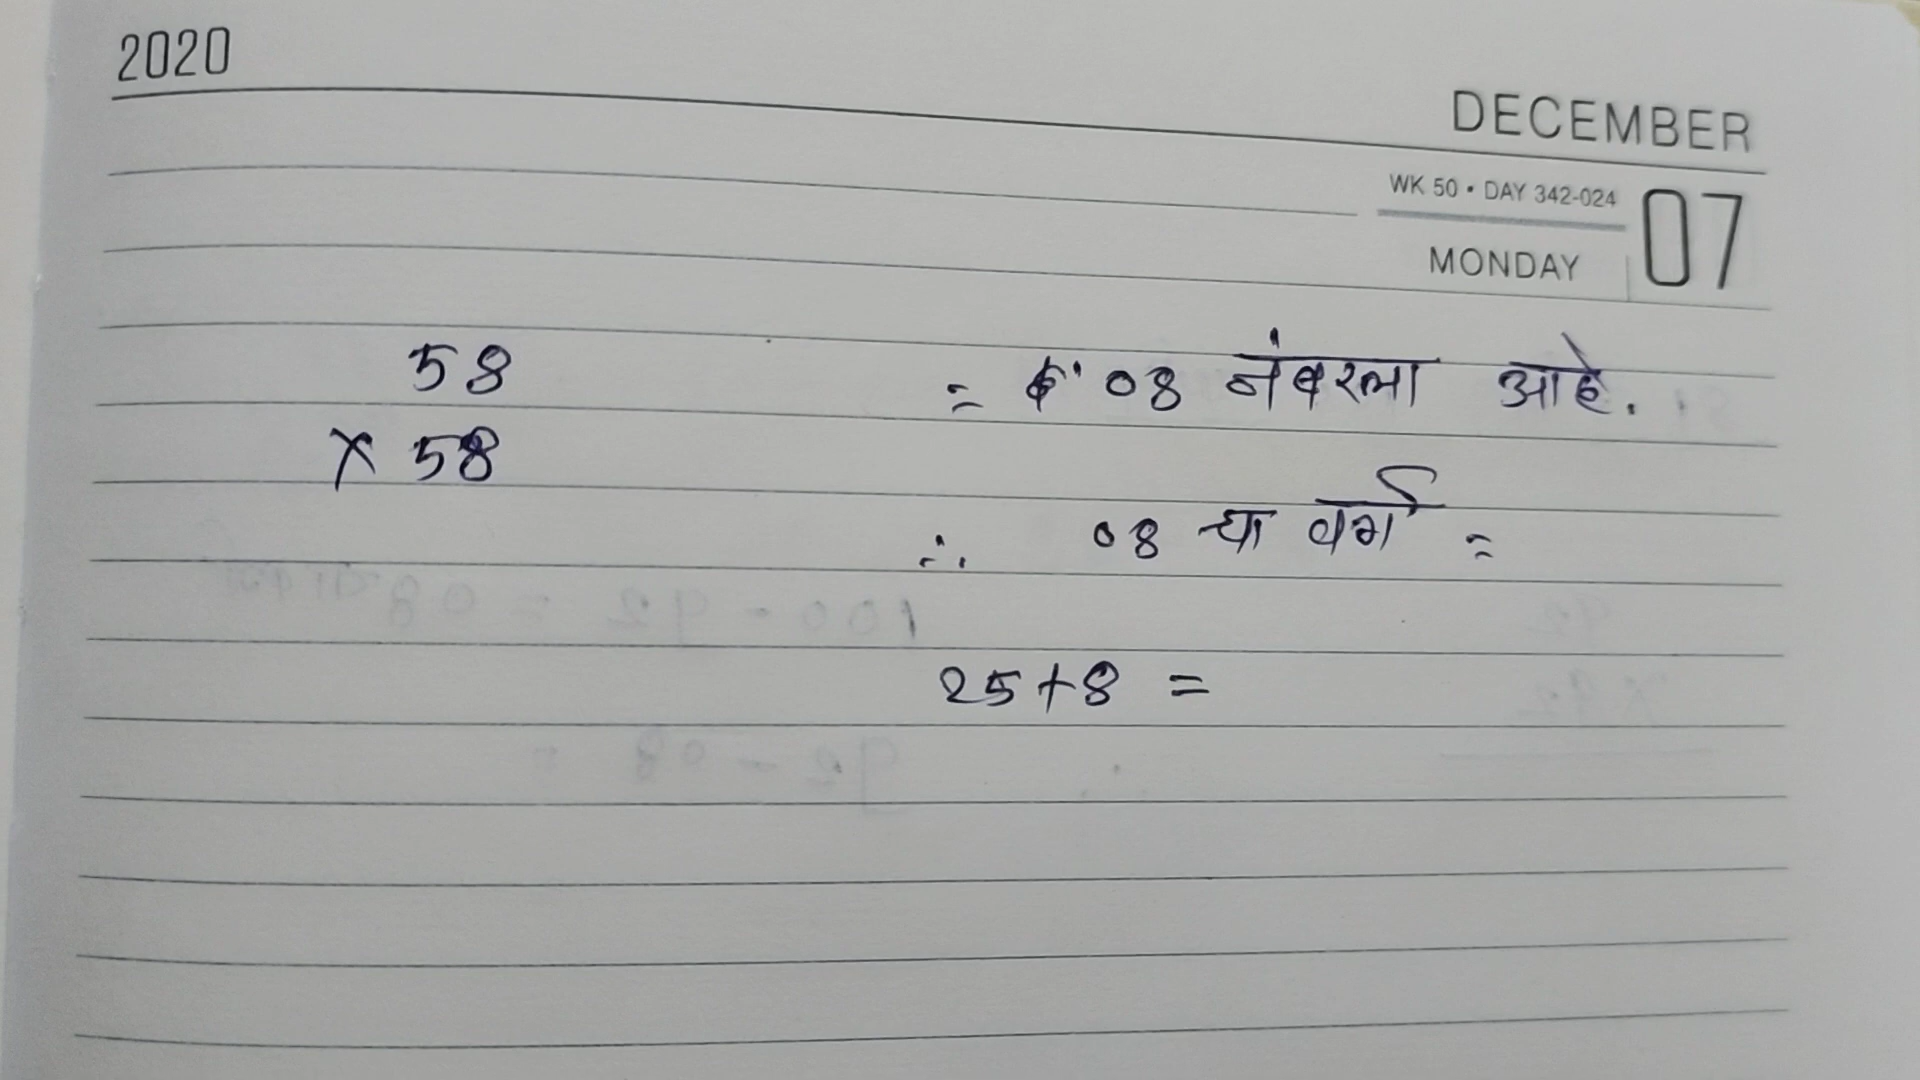 2020
DECEMBER
WK 50 • DAY 342-024
MONDAY 07
58 = 08 नंबरला आहे.
X 58
∴ 08 चा वर्ग =
25+8 =